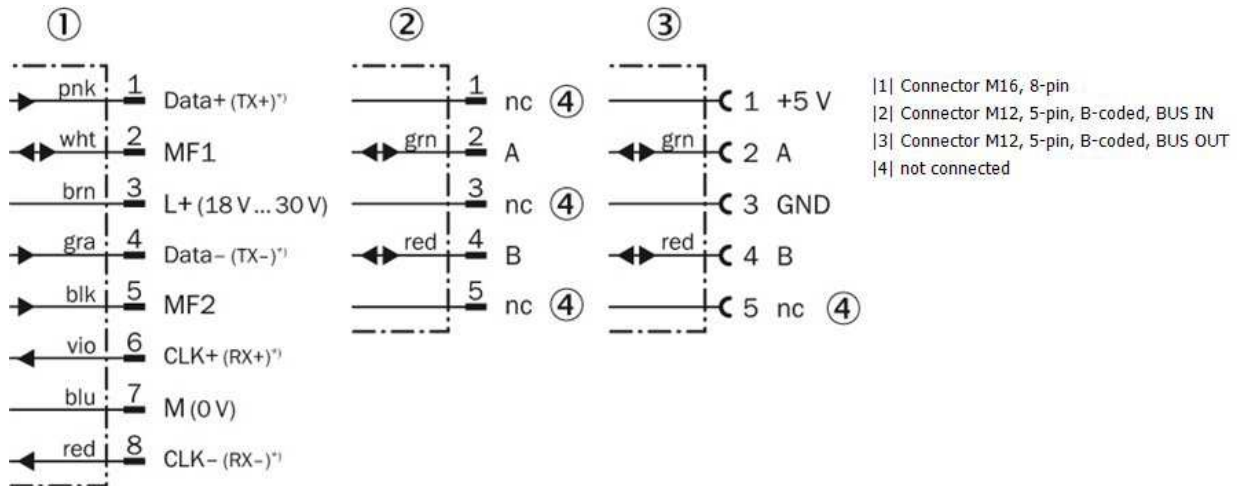 ①
pnk 1 Data+ (TX+)*)
wht 2 MF1
brn 3 L+ (18 V ... 30 V)
gra 4 Data– (TX–)*)
blk 5 MF2
vio 6 CLK+ (RX+)*)
blu 7 M (0 V)
red 8 CLK– (RX–)*)
②
1 nc ④
grn 2 A
3 nc ④
red 4 B
5 nc ④
③
1 +5 V
grn 2 A
3 GND
red 4 B
5 nc ④
|1| Connector M16, 8-pin
|2| Connector M12, 5-pin, B-coded, BUS IN
|3| Connector M12, 5-pin, B-coded, BUS OUT
|4| not connected